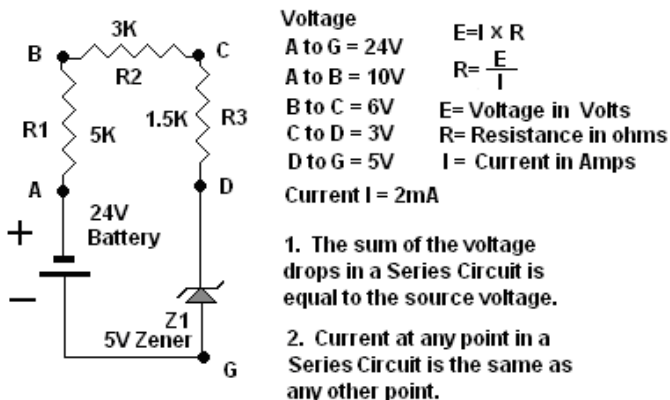 3K
B
C
R2
R1
5K
1.5K
R3
A
D
24V
Battery
+
−
Z1
5V Zener
G
Voltage
A to G = 24V
A to B = 10V
B to C = 6V
C to D = 3V
D to G = 5V
Current I = 2mA
E=I x R
R= E
I
E= Voltage in Volts
R= Resistance in ohms
I = Current in Amps
1. The sum of the voltage
drops in a Series Circuit is
equal to the source voltage.
2. Current at any point in a
Series Circuit is the same as
any other point.